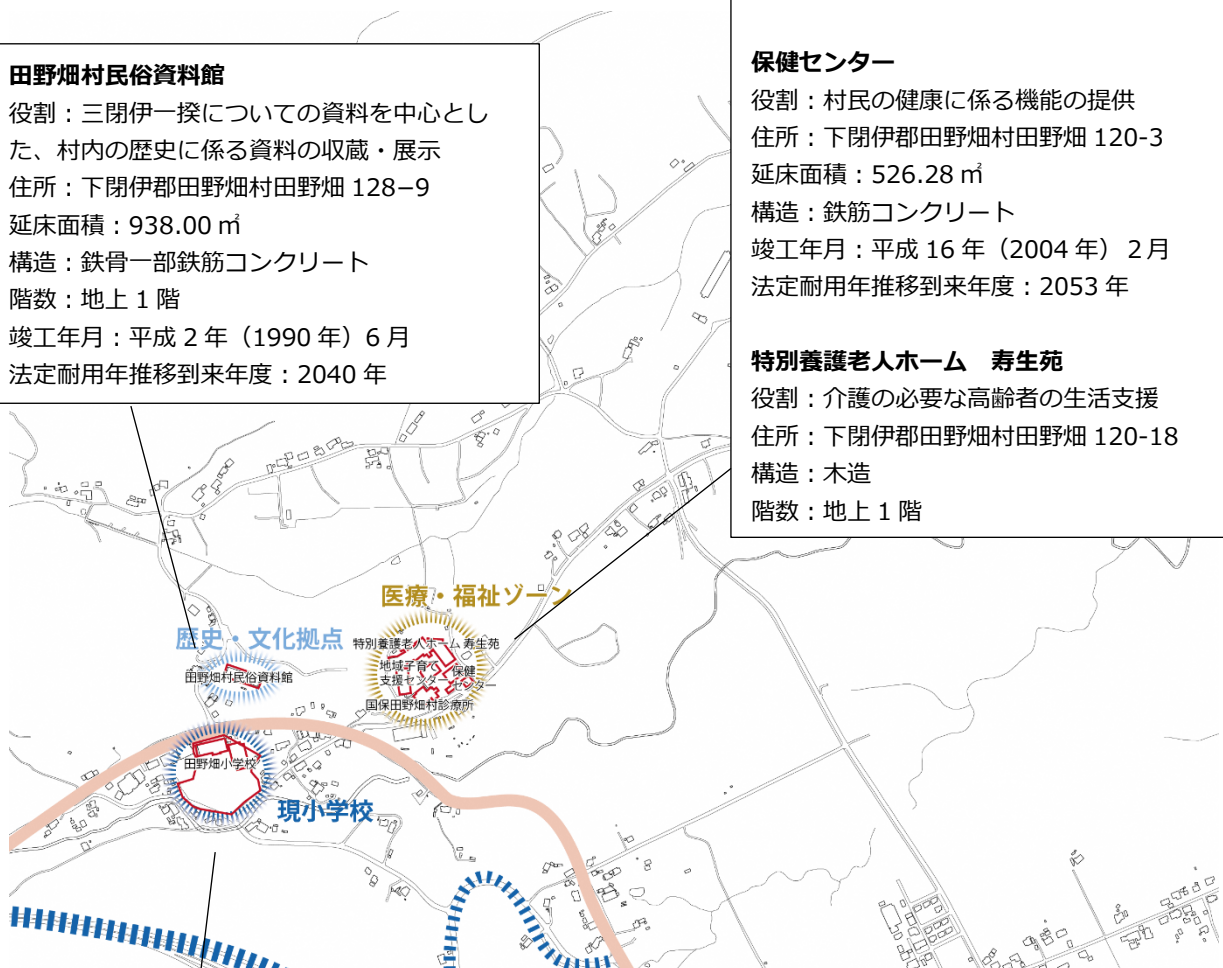 田野畑村民俗資料館
役割：三閉伊一揆についての資料を中心とし
た、村内の歴史に係る資料の収蔵・展示
住所：下閉伊郡田野畑村田野畑 128−9
延床面積：938.00 ㎡
構造：鉄骨一部鉄筋コンクリート
階数：地上 1 階
竣工年月：平成 2 年（1990 年）6 月
法定耐用年推移到来年度：2040 年
保健センター
役割：村民の健康に係る機能の提供
住所：下閉伊郡田野畑村田野畑 120-3
延床面積：526.28 ㎡
構造：鉄筋コンクリート
竣工年月：平成 16 年（2004 年） 2 月
法定耐用年推移到来年度：2053 年
特別養護老人ホーム　寿生苑
役割：介護の必要な高齢者の生活支援
住所：下閉伊郡田野畑村田野畑 120-18
構造：木造
階数：地上 1 階
医療・福祉ゾーン
歴史・文化拠点
特別養護老人ホーム 寿生苑
地域子育て
支援センター
保健
センター
国保田野畑村診療所
田野畑村民俗資料館
田野畑小学校
現小学校